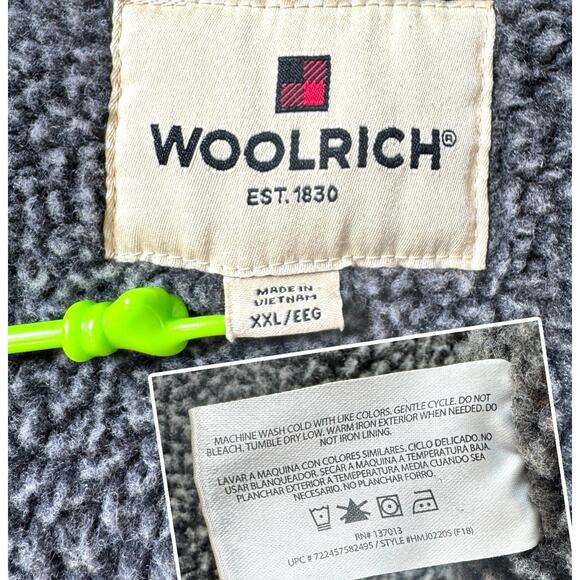 WOOLRICH®
EST. 1830
MADE IN
VIETNAM
XXL/EEG
MACHINE WASH COLD WITH LIKE COLORS. GENTLE CYCLE. DO NOT
BLEACH. TUMBLE DRY LOW. WARM IRON EXTERIOR WHEN NEEDED. DO
NOT IRON LINING.
LAVAR A MAQUINA CON COLORES SIMILARES. CICLO DELICADO. NO
USAR BLANQUEADOR. SECAR A MAQUINA A TEMPERATURA BAJA.
PLANCHAR EXTERIOR A TEMPERATURA MEDIA CUANDO SEA
NECESARIO. NO PLANCHAR FORRO.
RN# 137013
UPC # 722457582495 / STYLE #HMJ0220S (F18)